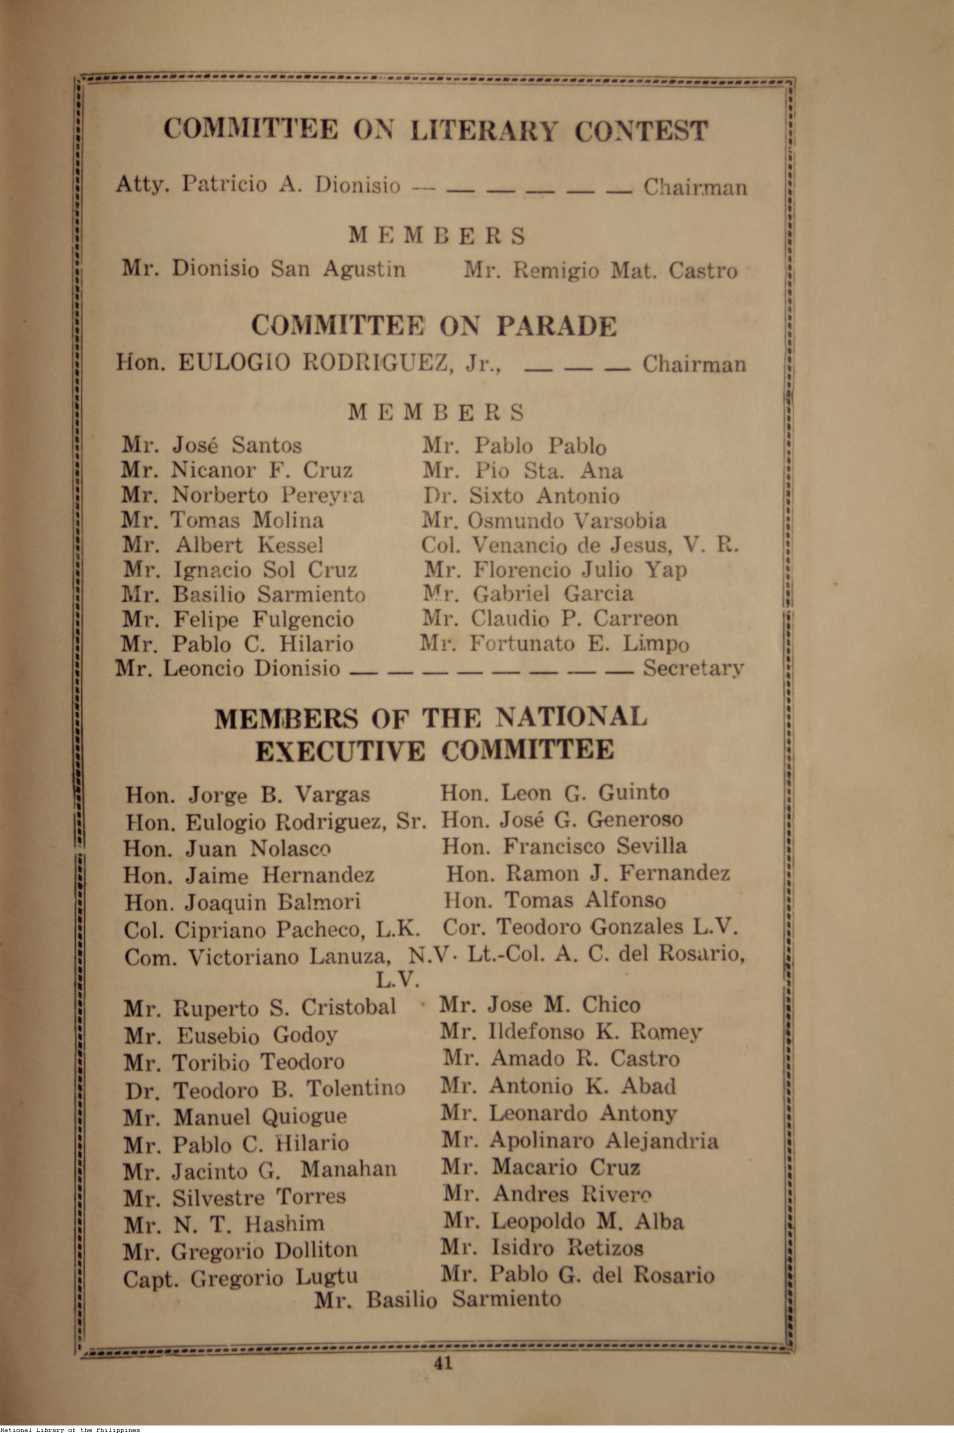 COMMITTEE ON LITERARY CONTEST
Atty. Patricio A. Dionisio — — — — — — Chairman
MEMBERS
Mr. Dionisio San Agustin Mr. Remigio Mat. Castro
COMMITTEE ON PARADE
Hon. EULOGIO RODRIGUEZ, Jr., — — — Chairman
MEMBERS
Mr. José Santos Mr. Pablo Pablo
Mr. Nicanor F. Cruz Mr. Pio Sta. Ana
Mr. Norberto Pereyra Dr. Sixto Antonio
Mr. Tomas Molina Mr. Osmundo Varsobia
Mr. Albert Kessel Col. Venancio de Jesus, V. R.
Mr. Ignacio Sol Cruz Mr. Florencio Julio Yap
Mr. Basilio Sarmiento Mr. Gabriel Garcia
Mr. Felipe Fulgencio Mr. Claudio P. Carreon
Mr. Pablo C. Hilario Mr. Fortunato E. Limpo
Mr. Leoncio Dionisio — — — — — — — — Secretary
MEMBERS OF THE NATIONAL
EXECUTIVE COMMITTEE
Hon. Jorge B. Vargas Hon. Leon G. Guinto
Hon. Eulogio Rodriguez, Sr. Hon. José G. Generoso
Hon. Juan Nolasco Hon. Francisco Sevilla
Hon. Jaime Hernandez Hon. Ramon J. Fernandez
Hon. Joaquin Balmori Hon. Tomas Alfonso
Col. Cipriano Pacheco, L.K. Cor. Teodoro Gonzales L.V.
Com. Victoriano Lanuza, N.V. Lt.-Col. A. C. del Rosario,
L.V.
Mr. Ruperto S. Cristobal Mr. Jose M. Chico
Mr. Eusebio Godoy Mr. Ildefonso K. Romey
Mr. Toribio Teodoro Mr. Amado R. Castro
Dr. Teodoro B. Tolentino Mr. Antonio K. Abad
Mr. Manuel Quiogue Mr. Leonardo Antony
Mr. Pablo C. Hilario Mr. Apolinaro Alejandria
Mr. Jacinto G. Manahan Mr. Macario Cruz
Mr. Silvestre Torres Mr. Andres Rivero
Mr. N. T. Hashim Mr. Leopoldo M. Alba
Mr. Gregorio Dolliton Mr. Isidro Retizos
Capt. Gregorio Lugtu Mr. Pablo G. del Rosario
Mr. Basilio Sarmiento
41
National Library of the Philippines